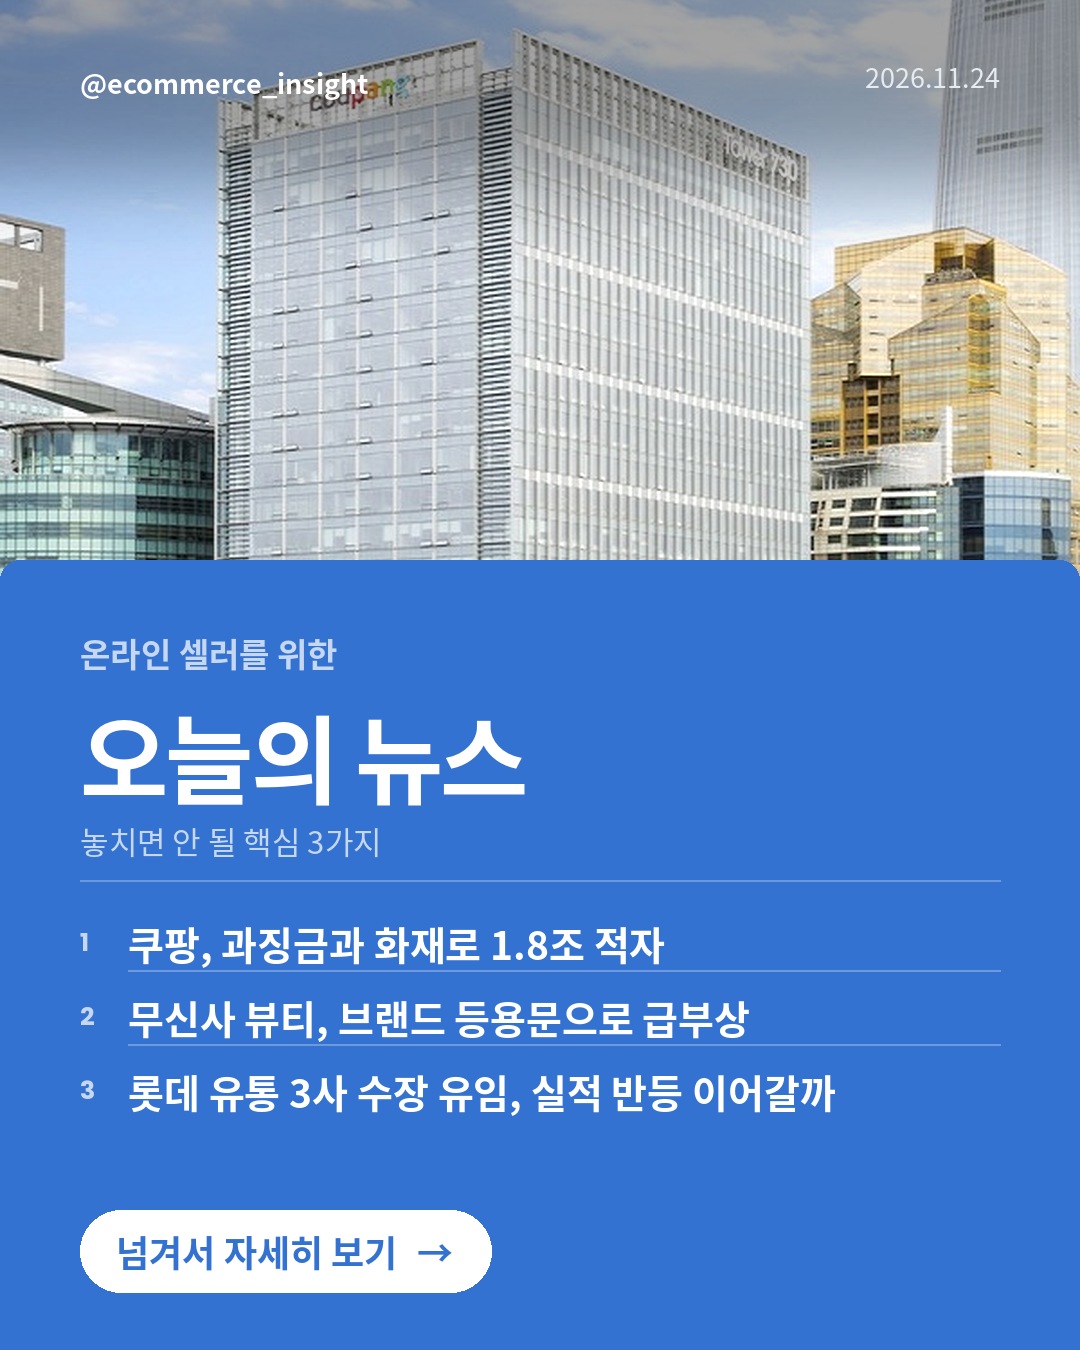 @ecommerce_insight
2026.11.24
coupang
Tower 730
온라인 셀러를 위한
오늘의 뉴스
놓치면 안 될 핵심 3가지
1 쿠팡, 과징금과 화재로 1.8조 적자
2 무신사 뷰티, 브랜드 등용문으로 급부상
3 롯데 유통 3사 수장 유임, 실적 반등 이어갈까
넘겨서 자세히 보기 →